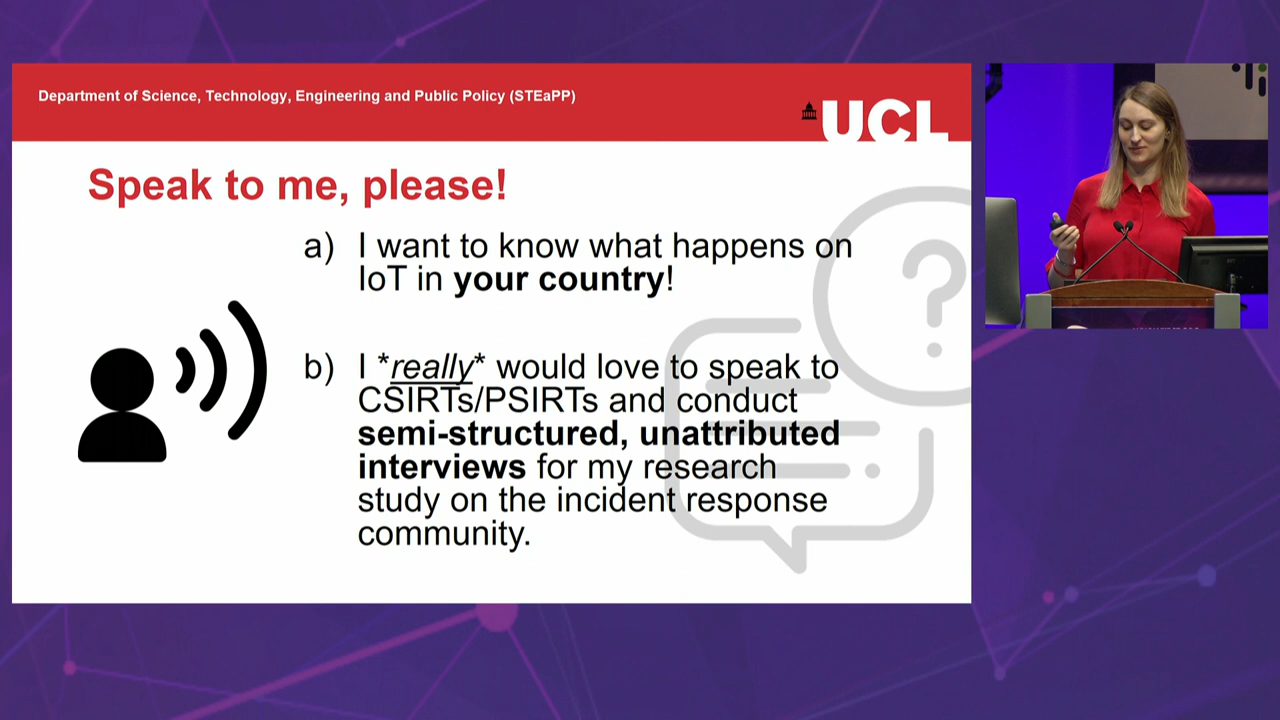 Department of Science, Technology, Engineering and Public Policy (STEaPP)
UCL
Speak to me, please!
a) I want to know what happens on
IoT in your country!
b) I *really* would love to speak to
CSIRTs/PSIRTs and conduct
semi-structured, unattributed
interviews for my research
study on the incident response
community.